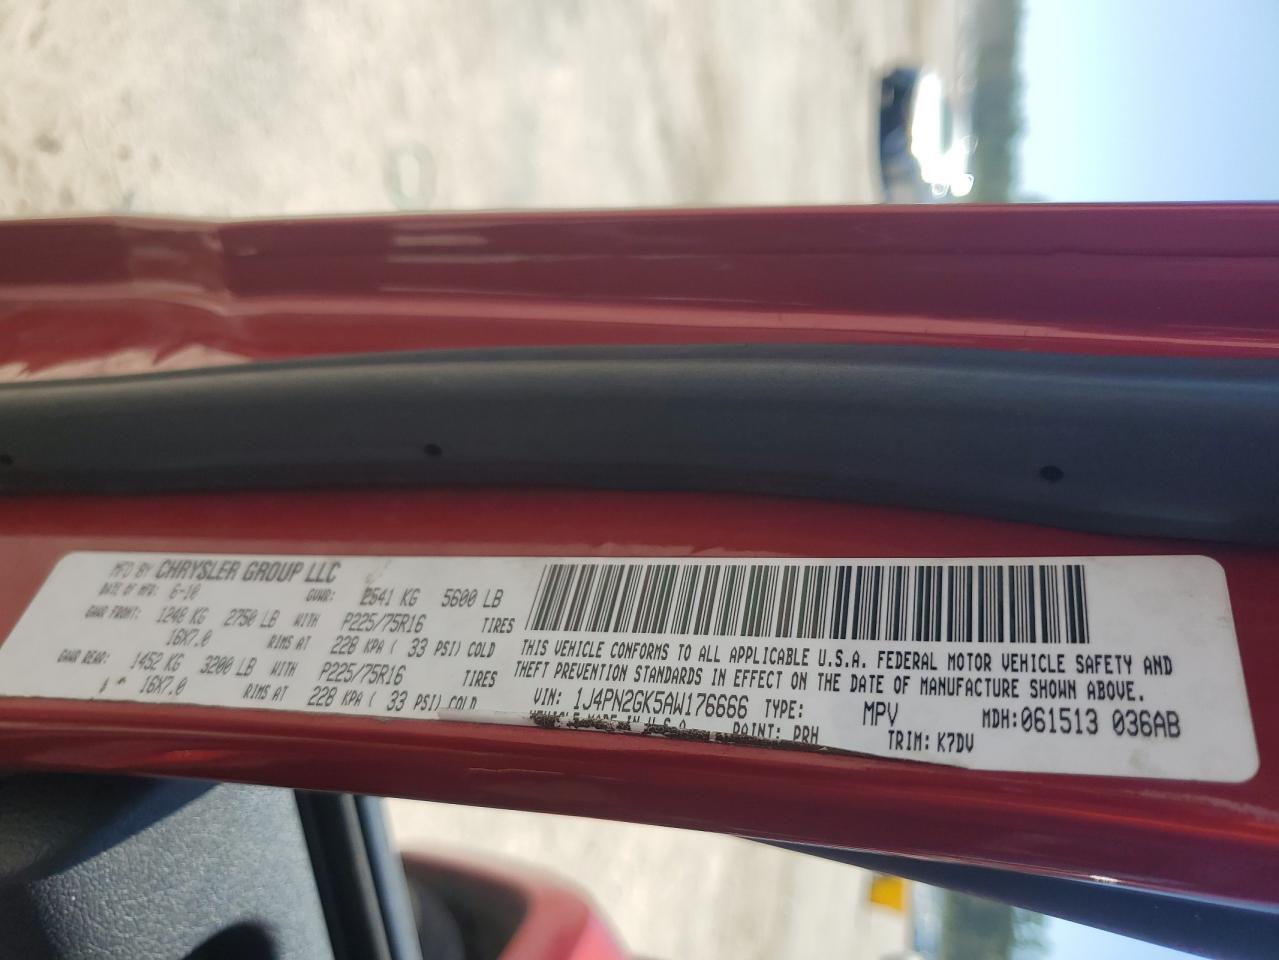 MFD BY CHRYSLER GROUP LLC
DATE OF MFR: 6-10 GVWR: 2541 KG 5600 LB
GAWR FRONT: 1248 KG 2750 LB WITH P225/75R16 TIRES
16X7.0 RIMS AT 228 KPA ( 33 PSI) COLD
GAWR REAR: 1452 KG 3200 LB WITH P225/75R16 TIRES
16X7.0 RIMS AT 228 KPA ( 33 PSI) COLD
THIS VEHICLE CONFORMS TO ALL APPLICABLE U.S.A. FEDERAL MOTOR VEHICLE SAFETY AND
THEFT PREVENTION STANDARDS IN EFFECT ON THE DATE OF MANUFACTURE SHOWN ABOVE.
VIN: 1J4PN2GK5AW176666 TYPE: MPV MDH:061513 036AB
VEHICLE MADE IN U.S.A. PAINT: PRH TRIM: K7DV